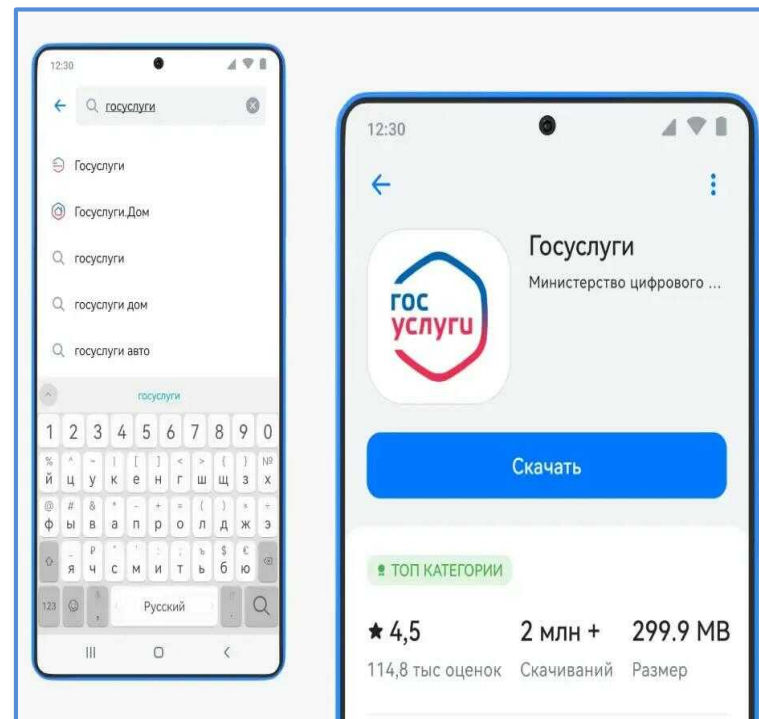 12:30
госуслуги
Госуслуги
Госуслуги.Дом
госуслуги
госуслуги дом
госуслуги авто
госуслуги
1 2 3 4 5 6 7 8 9 0
% ^ ~ | [ ] < > { } №
й ц у к е н г ш щ з х
@ # & * - + = ( ) × ÷
ф ы в а п р о л д ж э
_ ₽ " ' : ; ъ $ €
я ч с м и т ь б ю
123 , Русский .
12:30
Госуслуги
Министерство цифрового ...
гос
услуги
Скачать
ТОП КАТЕГОРИИ
4,5 2 млн + 299.9 MB
114,8 тыс оценок Скачиваний Размер